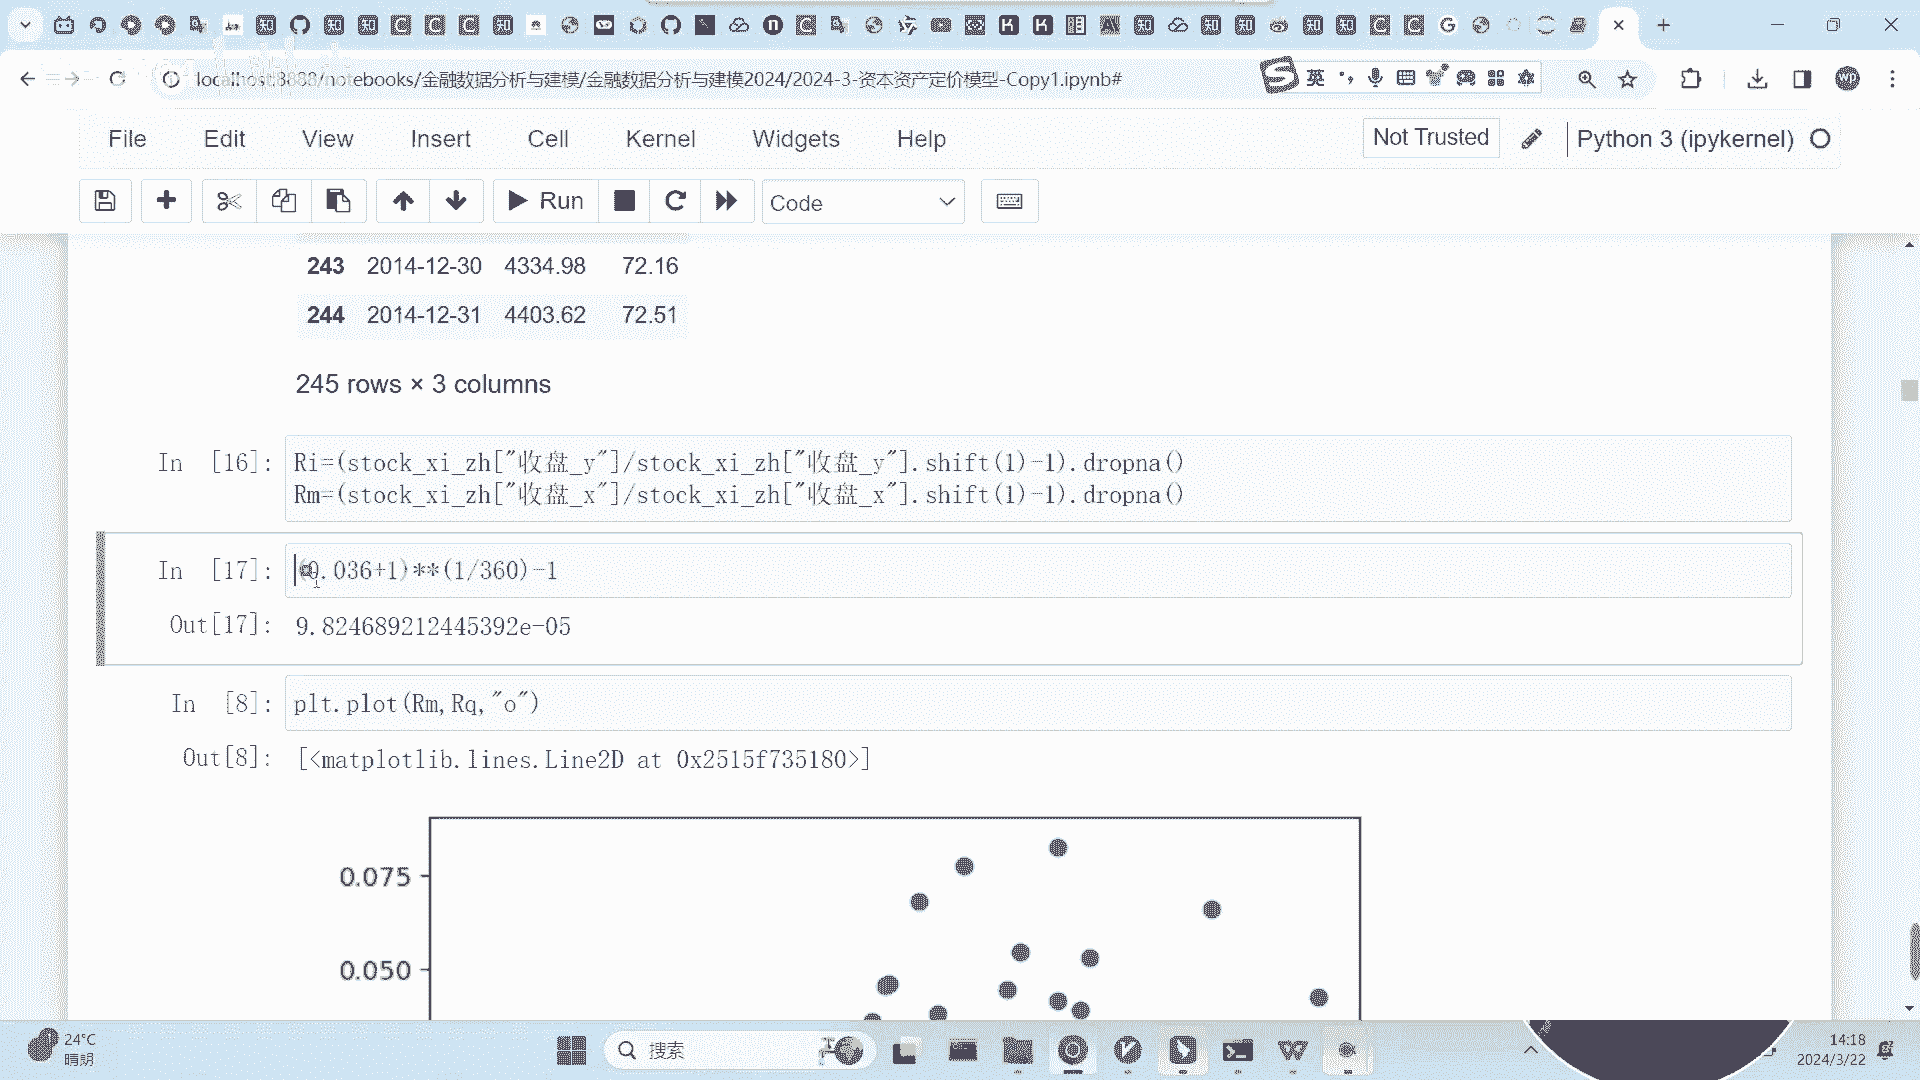 localhost:8888/notebooks/金融数据分析与建模/金融数据分析与建模2024/2024-3-资本资产定价模型-Copy1.ipynb#
英
File Edit View Insert Cell Kernel Widgets Help
Not Trusted
Python 3 (ipykernel)
Run
Code
243 2014-12-30 4334.98 72.16
244 2014-12-31 4403.62 72.51
245 rows × 3 columns
In [16]: Ri=(stock_xi_zh["收盘_y"]/stock_xi_zh["收盘_y"].shift(1)-1).dropna()
Rm=(stock_xi_zh["收盘_x"]/stock_xi_zh["收盘_x"].shift(1)-1).dropna()
In [17]: (0.036+1)**(1/360)-1
Out[17]: 9.824689212445392e-05
In [8]: plt.plot(Rm,Rq,"o")
Out[8]: [<matplotlib.lines.Line2D at 0x2515f735180>]
0.075
0.050
24°C
晴朗
搜索
14:18
2024/3/22